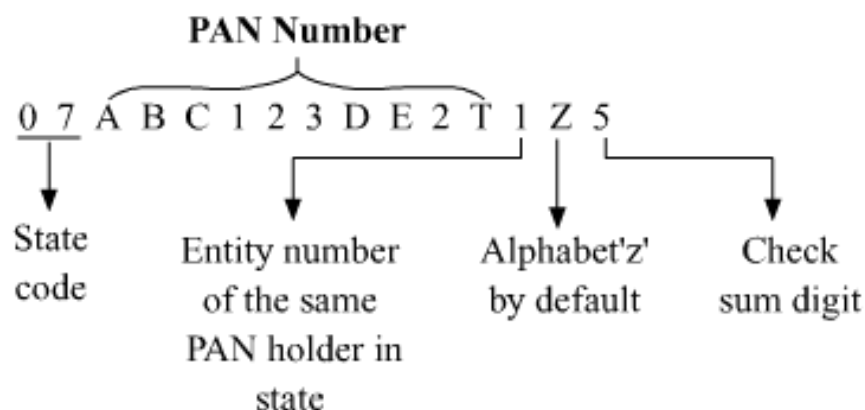 PAN Number
0 7 A B C 1 2 3 D E 2 T 1 Z 5
State
code
Entity number
of the same
PAN holder in
state
Alphabet'z'
by default
Check
sum digit